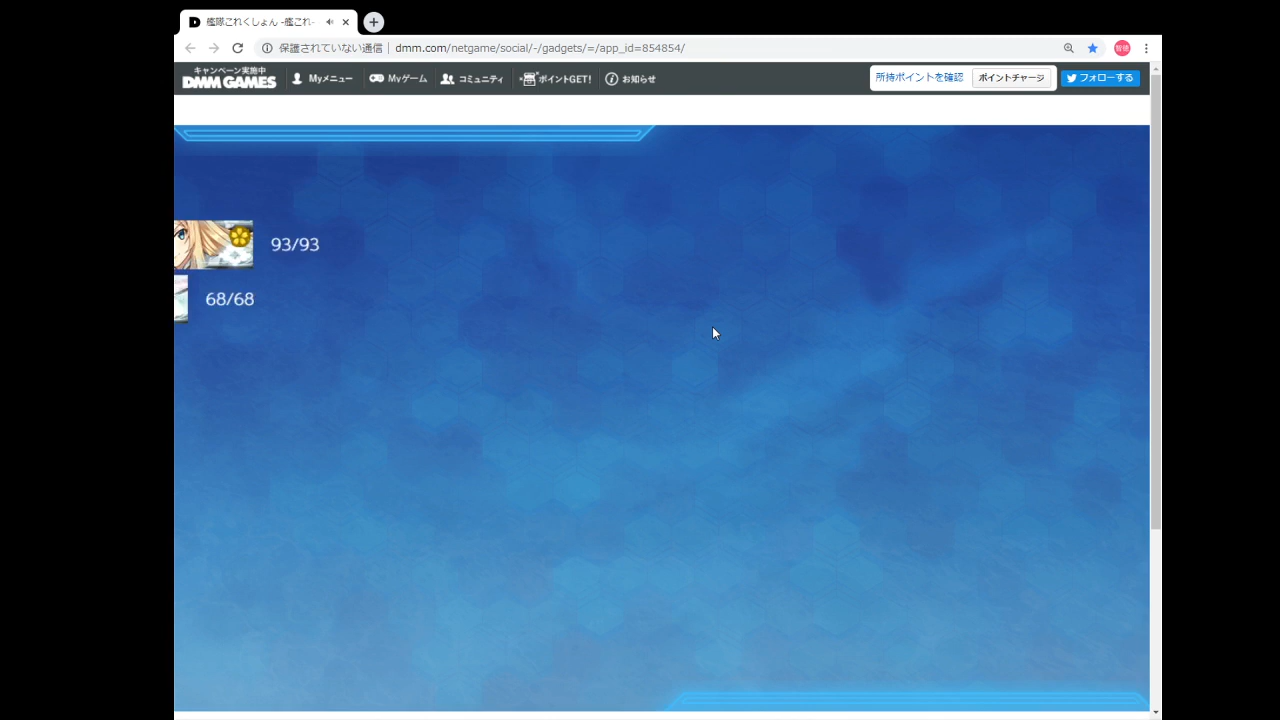 艦隊これくしょん -艦これ-
保護されていない通信 | dmm.com/netgame/social/-/gadgets/=/app_id=854854/
キャンペーン実施中
DMM GAMES
Myメニュー
Myゲーム
コミュニティ
ポイントGET!
お知らせ
所持ポイントを確認
ポイントチャージ
フォローする
93/93
68/68